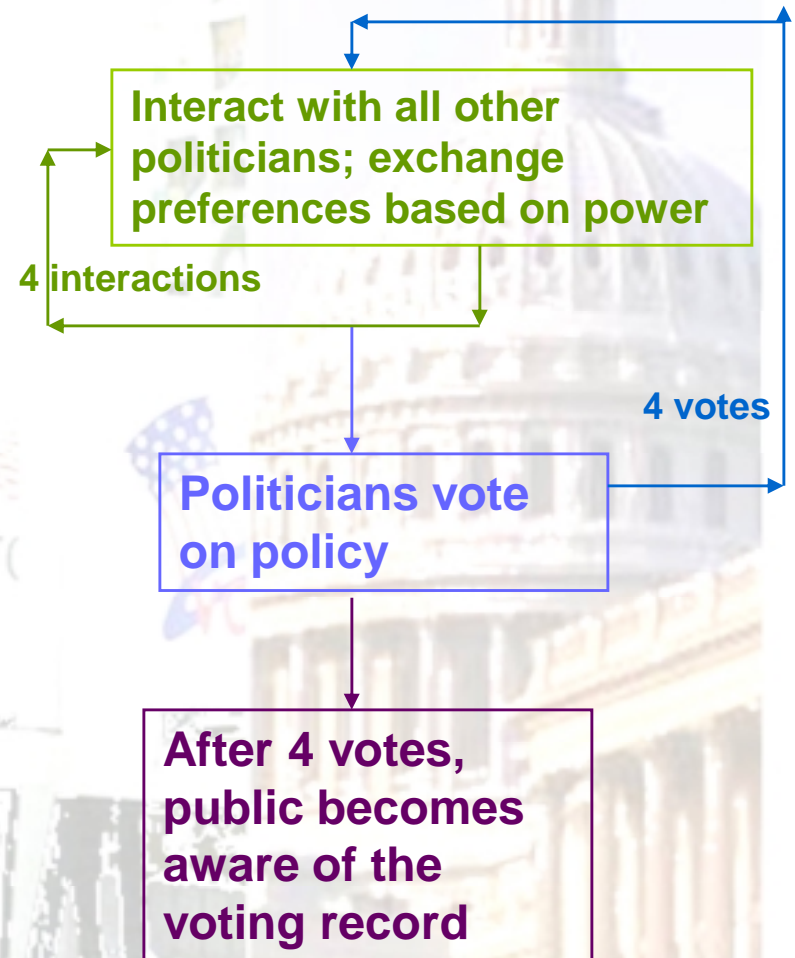 Interact with all other
politicians; exchange
preferences based on power
4 interactions
4 votes
Politicians vote
on policy
After 4 votes,
public becomes
aware of the
voting record